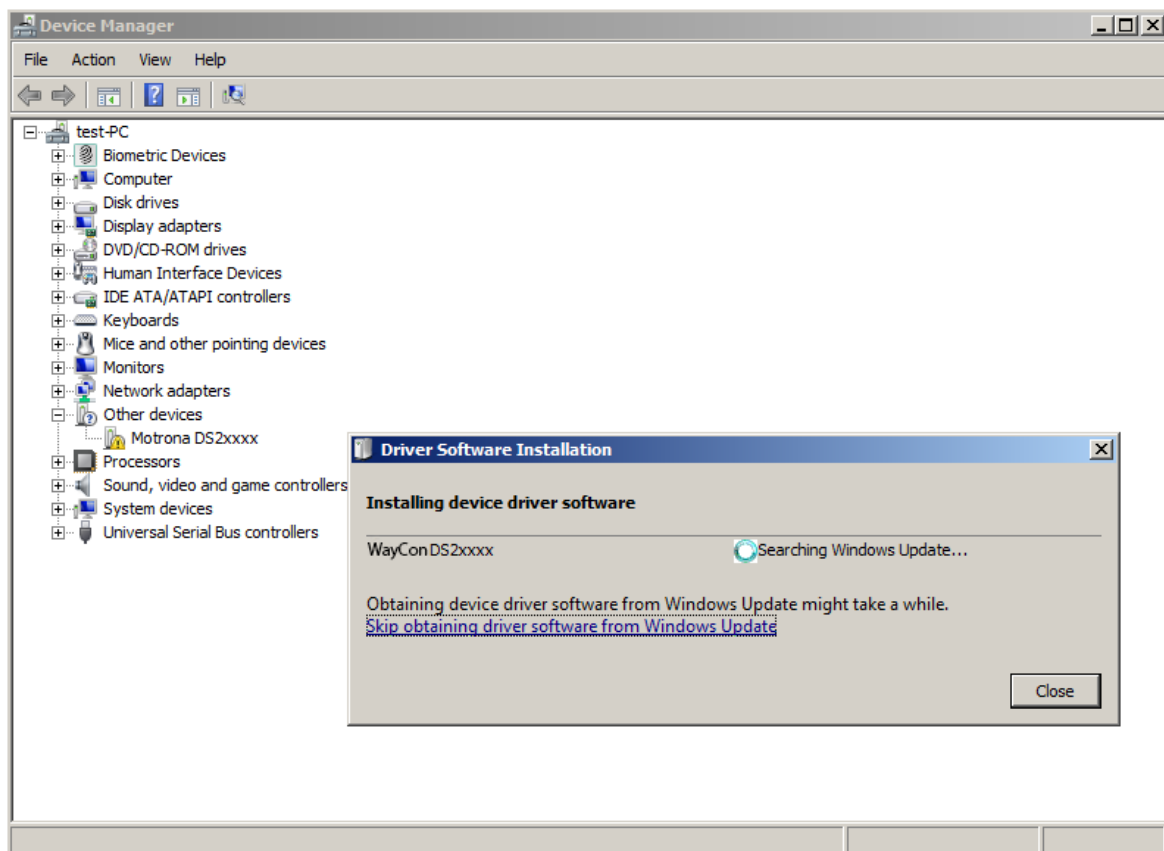 Device Manager
File Action View Help
test-PC
Biometric Devices
Computer
Disk drives
Display adapters
DVD/CD-ROM drives
Human Interface Devices
IDE ATA/ATAPI controllers
Keyboards
Mice and other pointing devices
Monitors
Network adapters
Other devices
Motrona DS2xxxx
Processors
Sound, video and game controllers
System devices
Universal Serial Bus controllers
Driver Software Installation
Installing device driver software
WayCon DS2xxxx Searching Windows Update...
Obtaining device driver software from Windows Update might take a while.
Skip obtaining driver software from Windows Update
Close